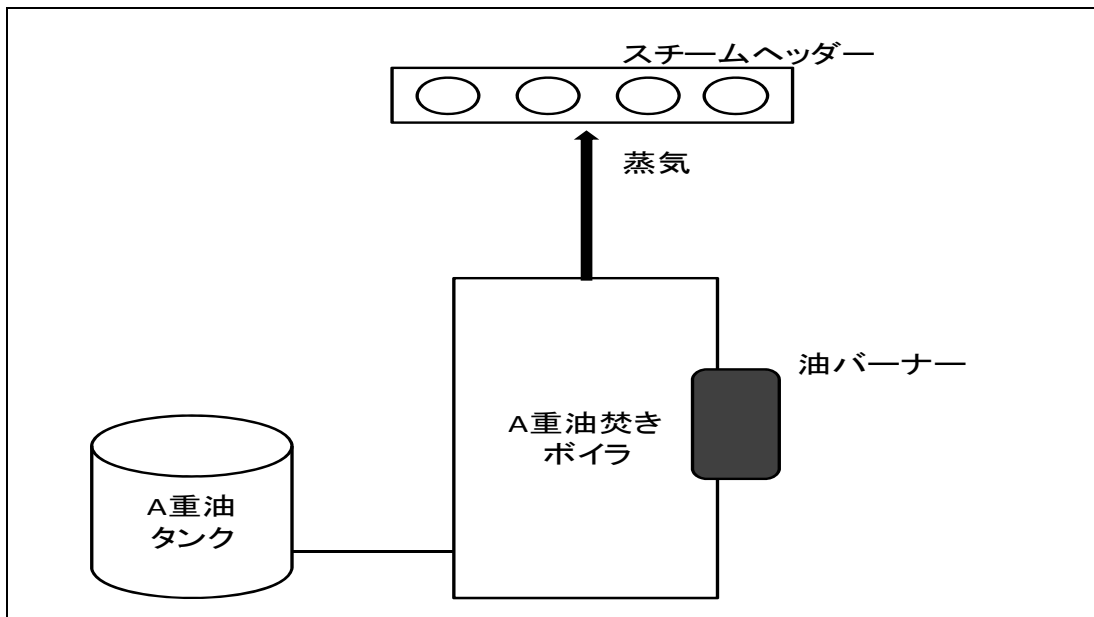 スチームヘッダー
蒸気
油バーナー
A重油焚き
ボイラ
A重油
タンク